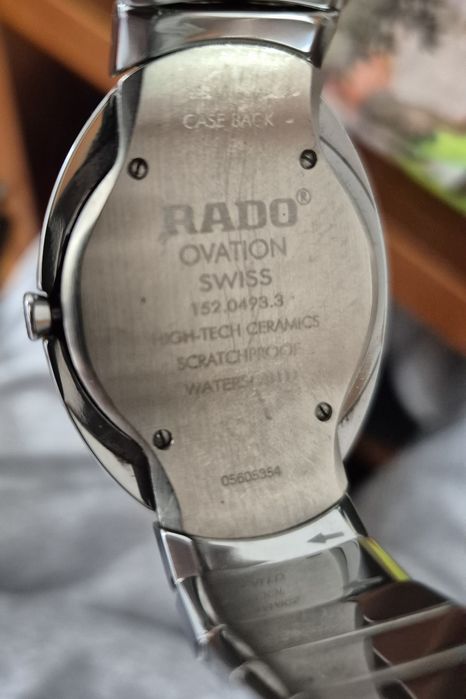 CASE BACK
RADO®
OVATION
SWISS
152.0493.3
HIGH-TECH CERAMICS
SCRATCHPROOF
05605354